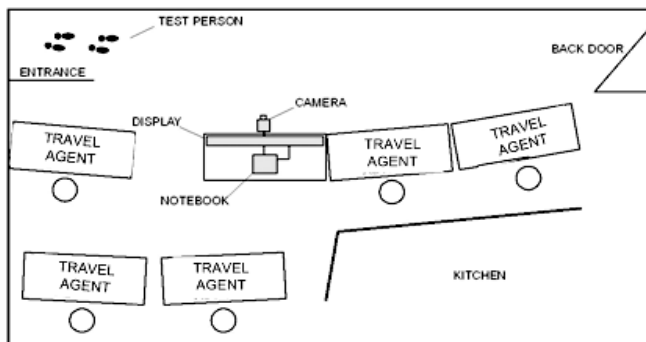 TEST PERSON
BACK DOOR
ENTRANCE
CAMERA
DISPLAY
TRAVEL
AGENT
TRAVEL
AGENT
TRAVEL
AGENT
NOTEBOOK
TRAVEL
AGENT
TRAVEL
AGENT
KITCHEN